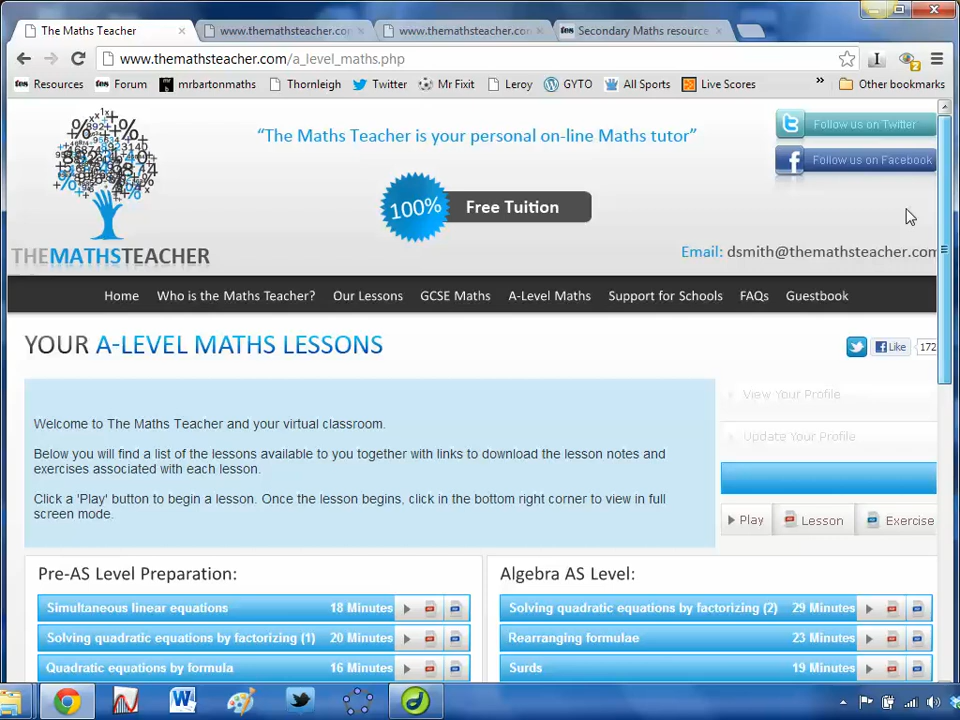 The Maths Teacher
www.themathsteacher.co
www.themathsteacher.com
Secondary Maths resource
www.themathsteacher.com/a_level_maths.php
2
Resources
Forum
mrbartonmaths
Thornleigh
Twitter
Mr Fixit
Leroy
GYTO
All Sports
Live Scores
»
Other bookmarks
"The Maths Teacher is your personal on-line Maths tutor"
Follow us on Twitter
Follow us on Facebook
100%
Free Tuition
THEMATHSTEACHER
Email: dsmith@themathsteacher.com
Home
Who is the Maths Teacher?
Our Lessons
GCSE Maths
A-Level Maths
Support for Schools
FAQs
Guestbook
YOUR A-LEVEL MATHS LESSONS
Like
172
Welcome to The Maths Teacher and your virtual classroom.
Below you will find a list of the lessons available to you together with links to download the lesson notes and
exercises associated with each lesson.
Click a 'Play' button to begin a lesson. Once the lesson begins, click in the bottom right corner to view in full
screen mode.
View Your Profile
Update Your Profile
Play
Lesson
Exercise
Pre-AS Level Preparation:
Simultaneous linear equations 18 Minutes
Solving quadratic equations by factorizing (1) 20 Minutes
Quadratic equations by formula 16 Minutes
Algebra AS Level:
Solving quadratic equations by factorizing (2) 29 Minutes
Rearranging formulae 23 Minutes
Surds 19 Minutes